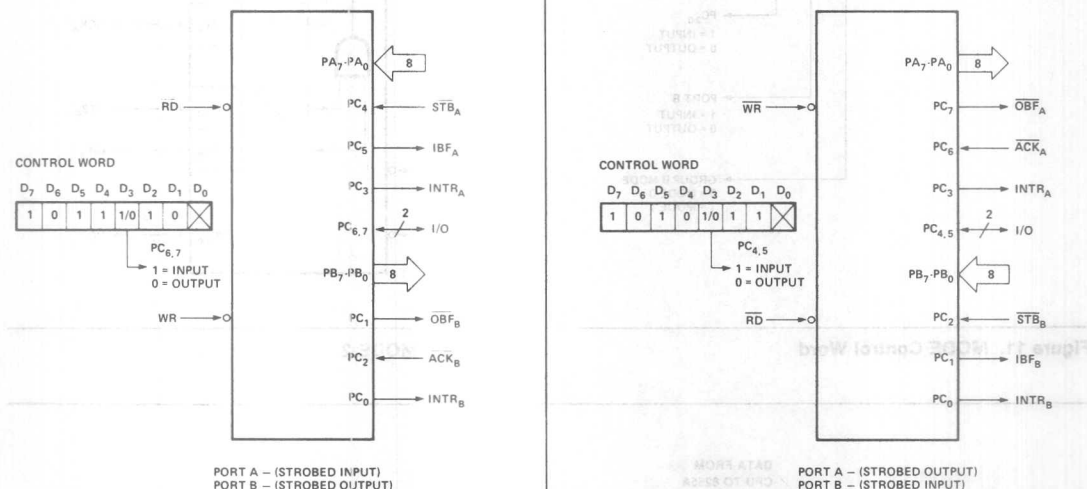 PA7-PA0
8
RD
PC4
STBA
PC5
IBFA
CONTROL WORD
D7 D6 D5 D4 D3 D2 D1 D0
1 0 1 1 1/0 1 0
PC3
INTRA
PC6,7
2
I/O
PC6,7
1 = INPUT
0 = OUTPUT
PB7-PB0
8
WR
PC1
OBFB
PC2
ACKB
PC0
INTRB
PORT A – (STROBED INPUT)
PORT B – (STROBED OUTPUT)
PA7-PA0
8
WR
PC7
OBFA
PC6
ACKA
CONTROL WORD
D7 D6 D5 D4 D3 D2 D1 D0
1 0 1 0 1/0 1 1
PC3
INTRA
PC4,5
2
I/O
PC4,5
1 = INPUT
0 = OUTPUT
PB7-PB0
8
RD
PC2
STBB
PC1
IBFB
PC0
INTRB
PORT A – (STROBED OUTPUT)
PORT B – (STROBED INPUT)